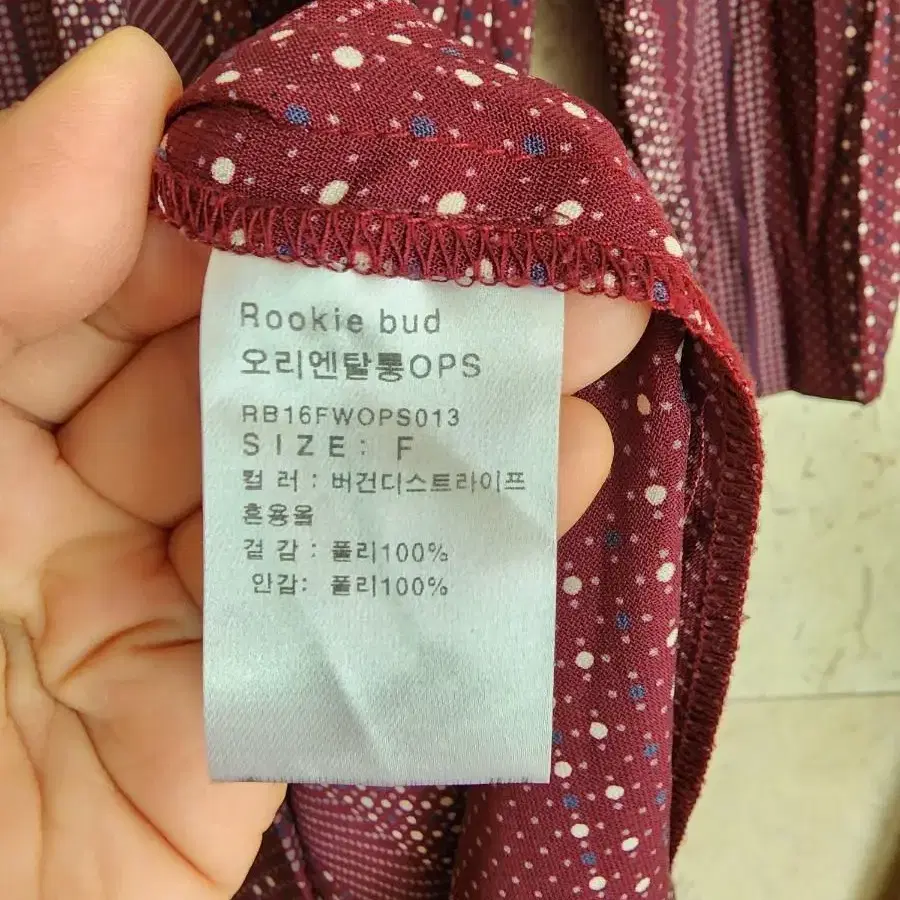 Rookie bud
오리엔탈롱OPS
RB16FWOPS013
SIZE: F
컬 러 : 버건디스트라이프
혼용율
겉 감 : 폴리100%
안감: 폴리100%